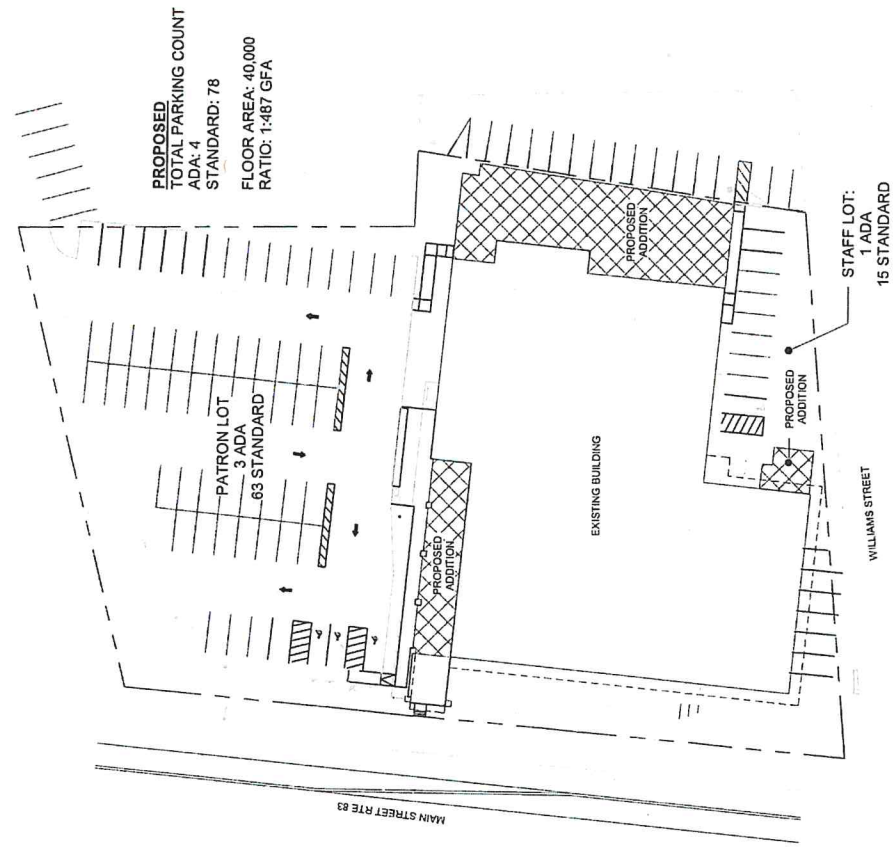 PROPOSED
TOTAL PARKING COUNT
ADA: 4
STANDARD: 78
FLOOR AREA: 40,000
RATIO: 1:487 GFA
PATRON LOT
3 ADA
63 STANDARD
PROPOSED
ADDITION
PROPOSED
ADDITION
EXISTING BUILDING
PROPOSED
ADDITION
STAFF LOT:
1 ADA
15 STANDARD
WILLIAMS STREET
MAIN STREET RTE 83